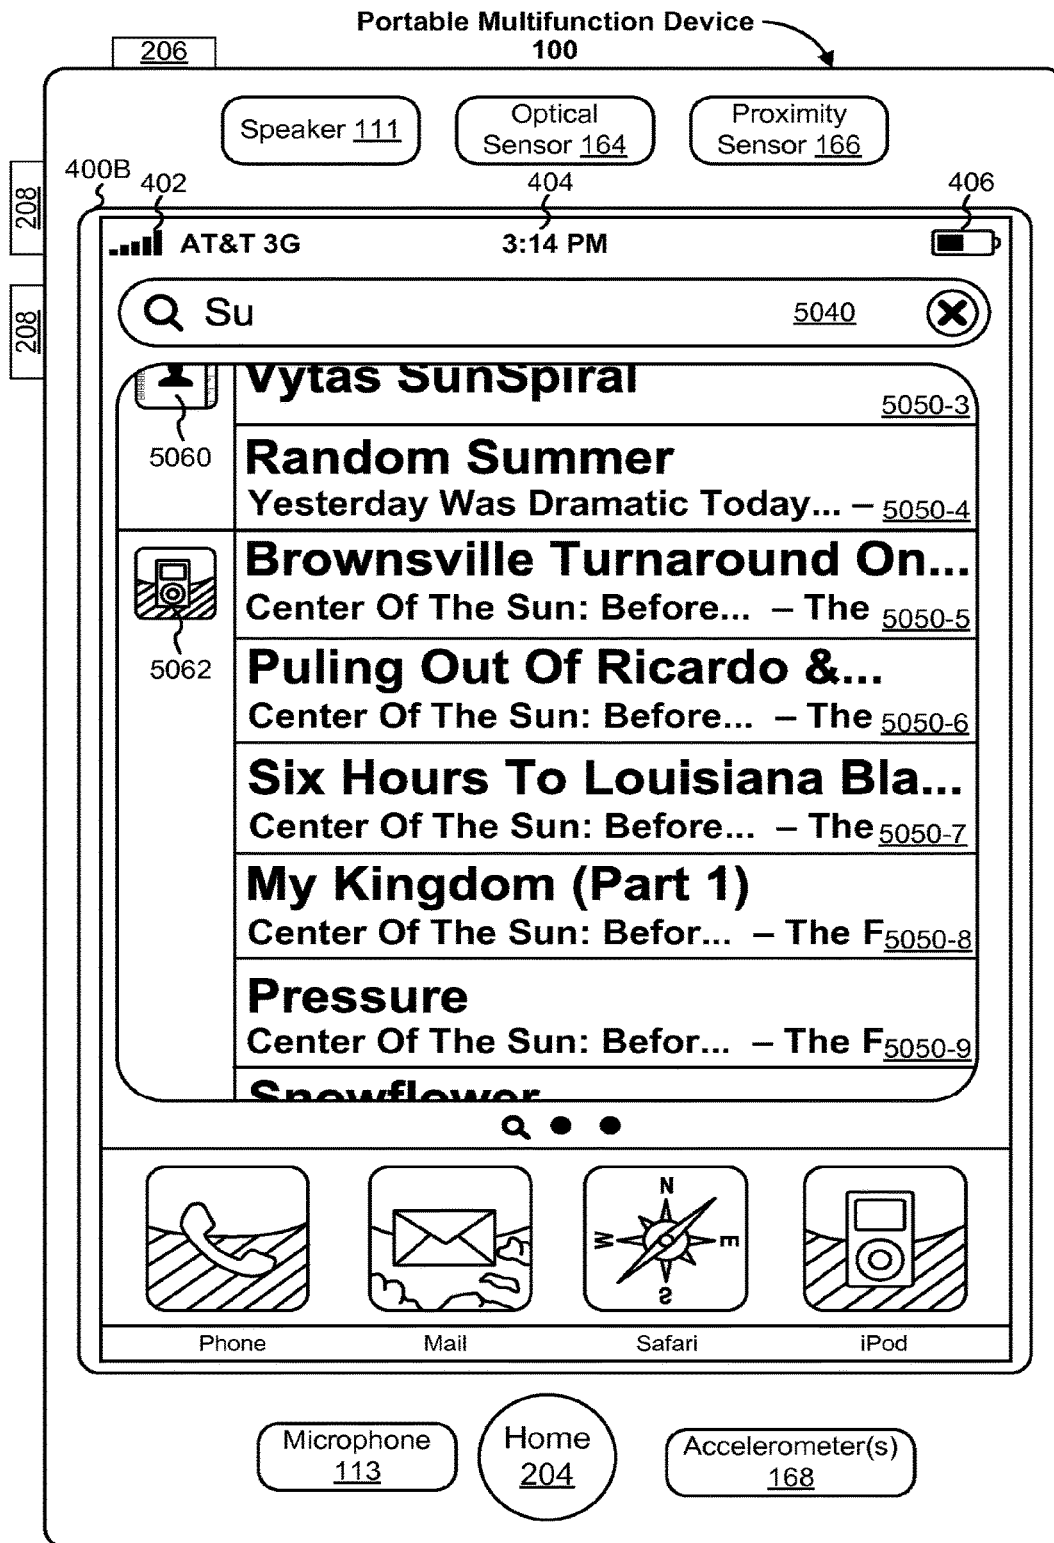 Portable Multifunction Device
100
206
Speaker 111
Optical
Sensor 164
Proximity
Sensor 166
208
208
400B
402
404
406
AT&T 3G
3:14 PM
Su
5040
Vytas SunSpiral
5050-3
5060
Random Summer
Yesterday Was Dramatic Today... – 5050-4
Brownsville Turnaround On...
Center Of The Sun: Before... – The 5050-5
5062
Puling Out Of Ricardo &...
Center Of The Sun: Before... – The 5050-6
Six Hours To Louisiana Bla...
Center Of The Sun: Before... – The 5050-7
My Kingdom (Part 1)
Center Of The Sun: Befor... – The F 5050-8
Pressure
Center Of The Sun: Befor... – The F 5050-9
Snowflower
N
W
E
S
Phone
Mail
Safari
iPod
Microphone
113
Home
204
Accelerometer(s)
168